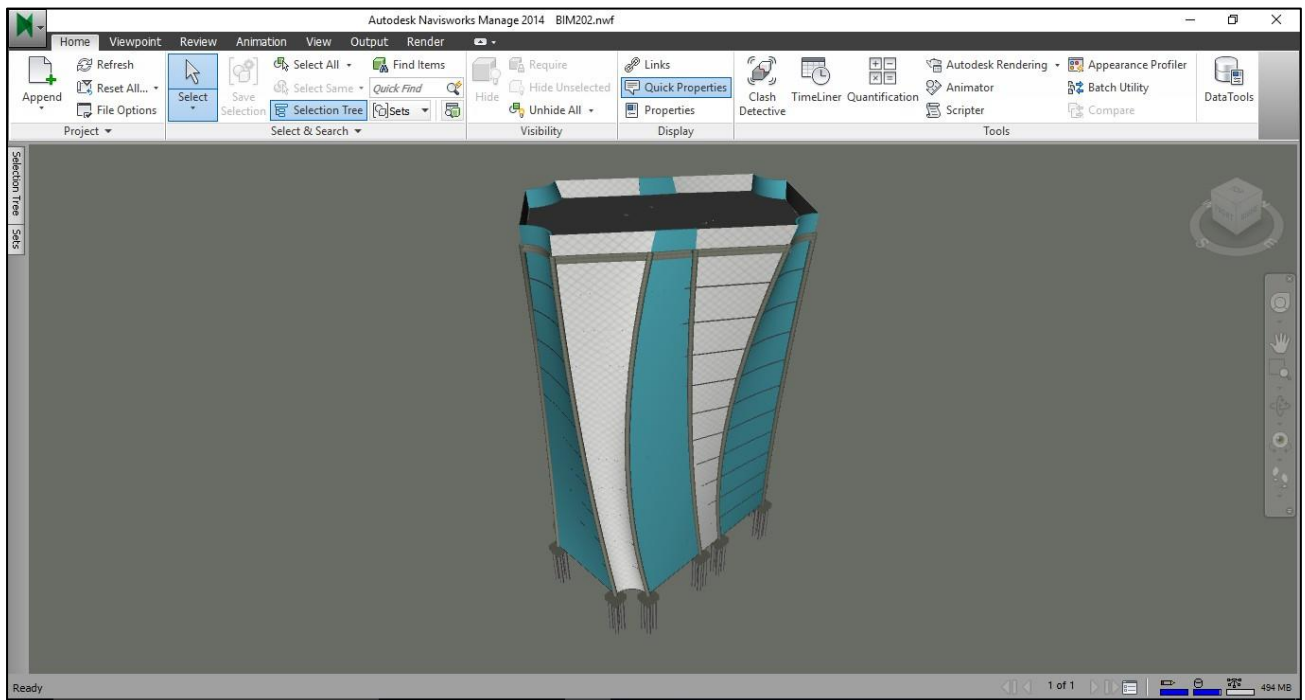 Autodesk Navisworks Manage 2014 BIM202.nwf
Home Viewpoint Review Animation View Output Render
Append
Refresh
Reset All...
File Options
Project
Select
Save
Selection
Select All
Select Same
Selection Tree
Find Items
Quick Find
Sets
Select & Search
Hide
Require
Hide Unselected
Unhide All
Visibility
Links
Quick Properties
Properties
Display
Clash
Detective
TimeLiner
Quantification
Autodesk Rendering
Animator
Scripter
Appearance Profiler
Batch Utility
Compare
Tools
DataTools
Selection Tree
Sets
S
E
Ready
1 of 1
494 MB